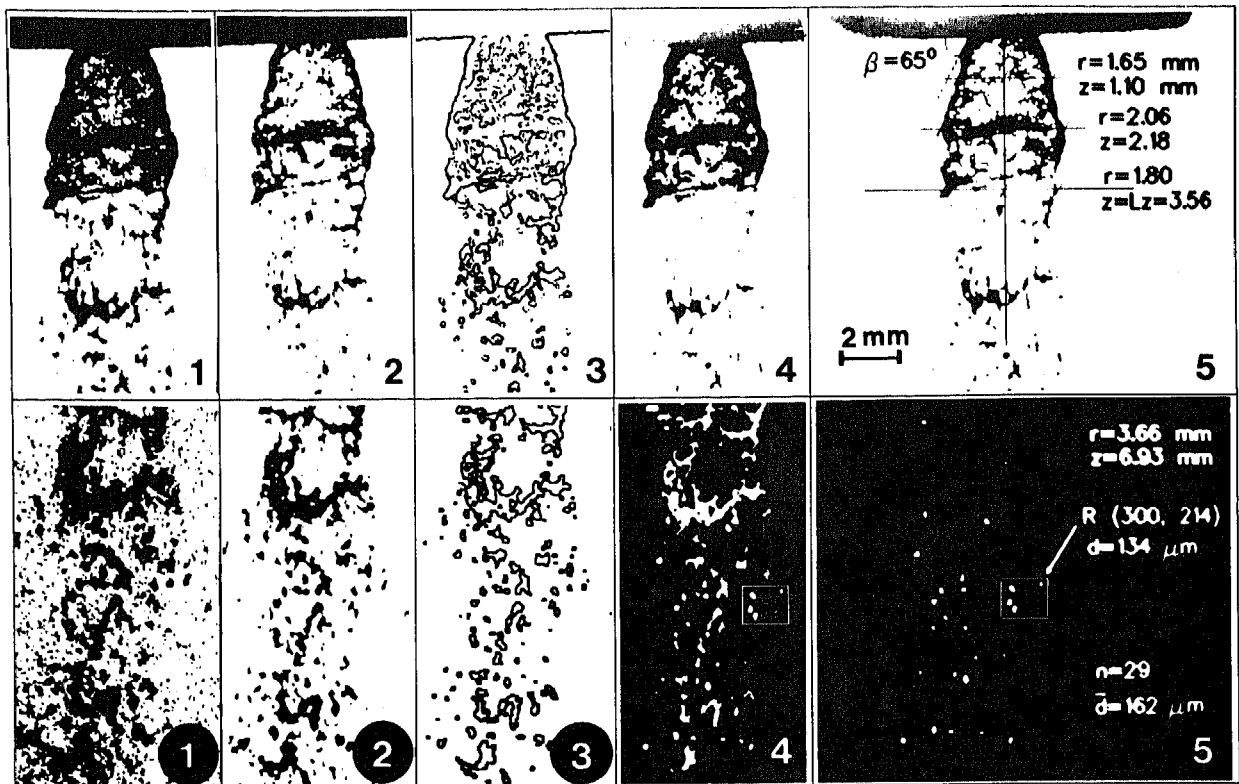 1
2
3
4
β=65°
r=1.65 mm
z=1.10 mm
r=2.06
z=2.18
r=1.80
z=Lz=3.56
2 mm
5
1
2
3
4
r=3.66 mm
z=6.93 mm
R (300, 214)
d=134 μm
n=29
d̄=162 μm
5